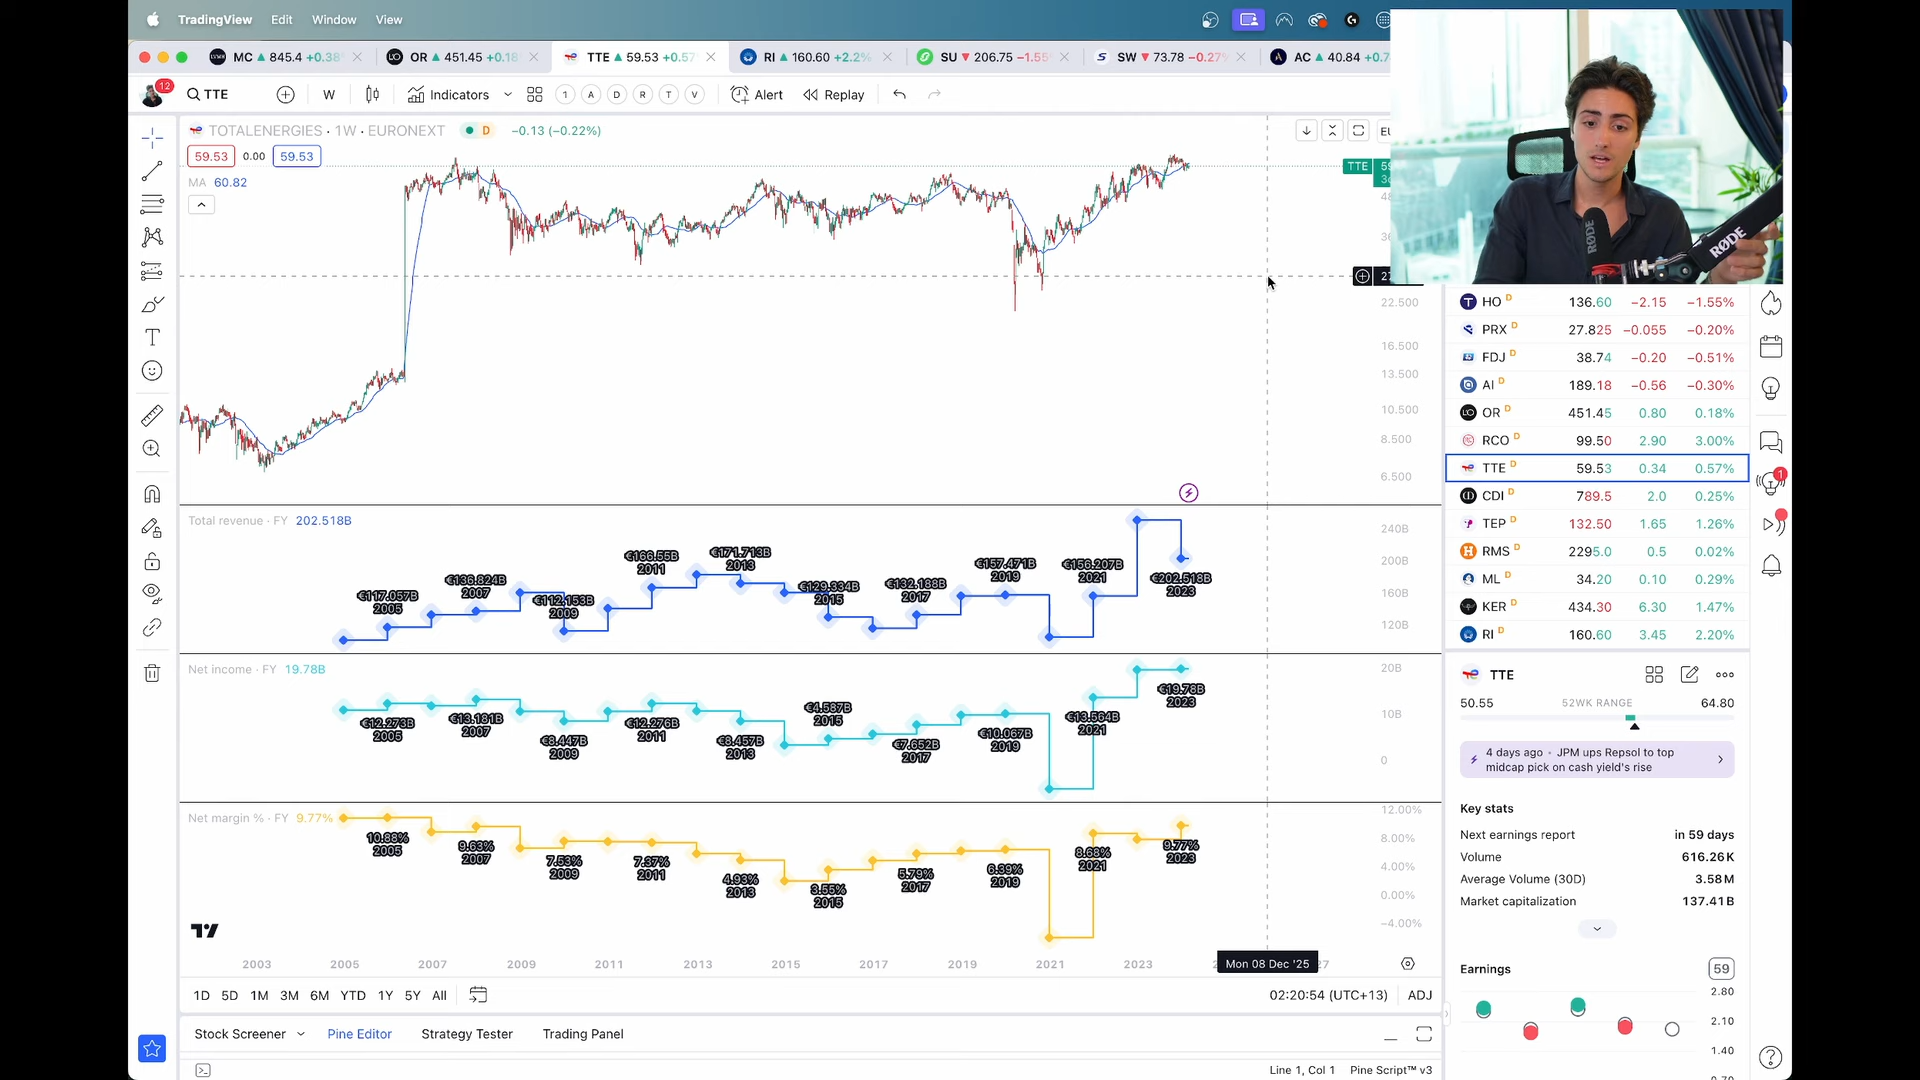 TradingView Edit Window View
MC 845.4 +0.38
OR 451.45 +0.18
TTE 59.53 +0.57
RI 160.60 +2.2%
SU 206.75 −1.55
SW 73.78 −0.27
AC 40.84 +0.7
12
TTE W Indicators 1 A D R T V Alert Replay
TOTALENERGIES · 1W · EURONEXT D −0.13 (−0.22%)
59.53 0.00 59.53
MA 60.82
TTE
22.500
16.500
13.500
10.500
8.500
6.500
RØDE
RØDE
HO D 136.60 −2.15 −1.55%
PRX D 27.825 −0.055 −0.20%
FDJ D 38.74 −0.20 −0.51%
AI D 189.18 −0.56 −0.30%
OR D 451.45 0.80 0.18%
RCO D 99.50 2.90 3.00%
TTE D 59.53 0.34 0.57%
CDI D 789.5 2.0 0.25%
TEP D 132.50 1.65 1.26%
RMS D 2295.0 0.5 0.02%
ML D 34.20 0.10 0.29%
KER D 434.30 6.30 1.47%
RI D 160.60 3.45 2.20%
1
Total revenue · FY 202.518B
€117.057B
2005
€136.824B
2007
€112.153B
2009
€166.55B
2011
€171.713B
2013
€129.334B
2015
€132.188B
2017
€157.471B
2019
€156.207B
2021
€202.518B
2023
240B
200B
160B
120B
Net income · FY 19.78B
€12.273B
2005
€13.181B
2007
€8.447B
2009
€12.276B
2011
€8.457B
2013
€4.587B
2015
€7.652B
2017
€10.067B
2019
€13.564B
2021
€19.78B
2023
20B
10B
0
Net margin % · FY 9.77%
10.88%
2005
9.63%
2007
7.53%
2009
7.37%
2011
4.93%
2013
3.55%
2015
5.79%
2017
6.39%
2019
8.68%
2021
9.77%
2023
12.00%
8.00%
4.00%
0.00%
−4.00%
2003 2005 2007 2009 2011 2013 2015 2017 2019 2021 2023 Mon 08 Dec '25
1D 5D 1M 3M 6M YTD 1Y 5Y All 02:20:54 (UTC+13) ADJ
Stock Screener Pine Editor Strategy Tester Trading Panel
Line 1, Col 1 Pine Script™ v3
TTE
50.55 52WK RANGE 64.80
4 days ago · JPM ups Repsol to top
midcap pick on cash yield's rise
Key stats
Next earnings report in 59 days
Volume 616.26K
Average Volume (30D) 3.58M
Market capitalization 137.41B
Earnings 59
2.80
2.10
1.40